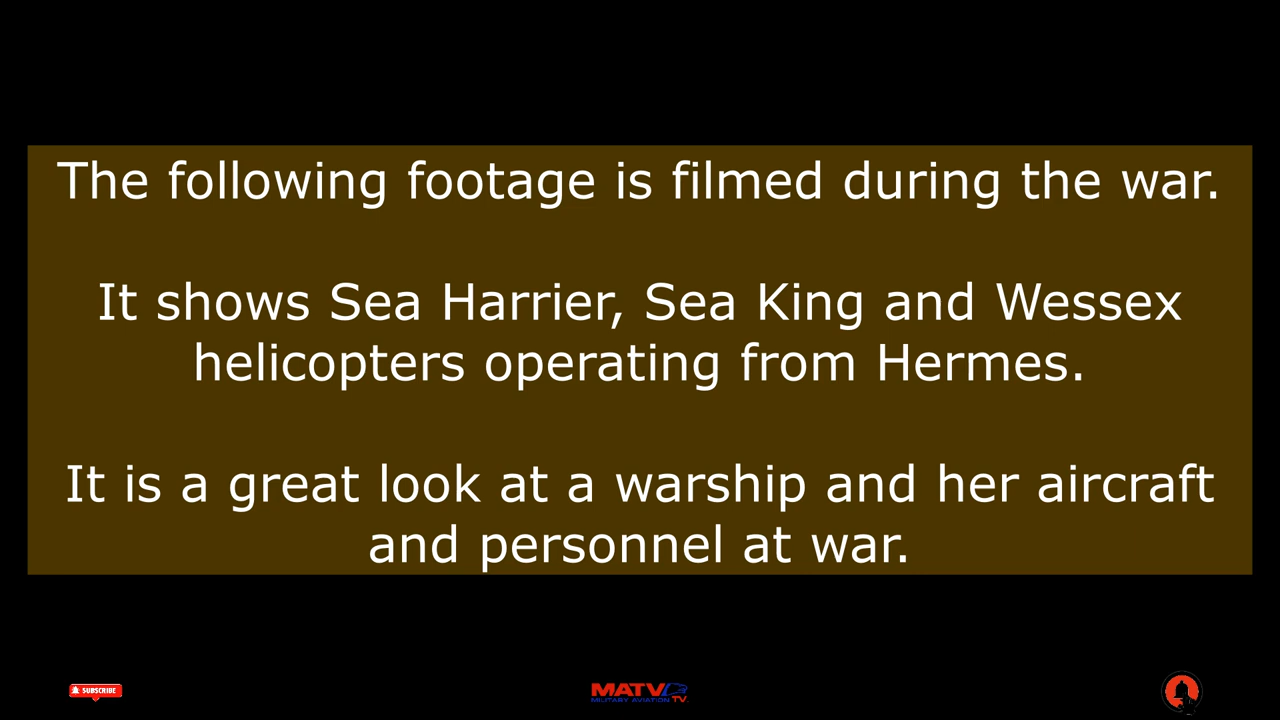 The following footage is filmed during the war.
It shows Sea Harrier, Sea King and Wessex
helicopters operating from Hermes.
It is a great look at a warship and her aircraft
and personnel at war.
SUBSCRIBE
MATV
MILITARY AVIATION TV